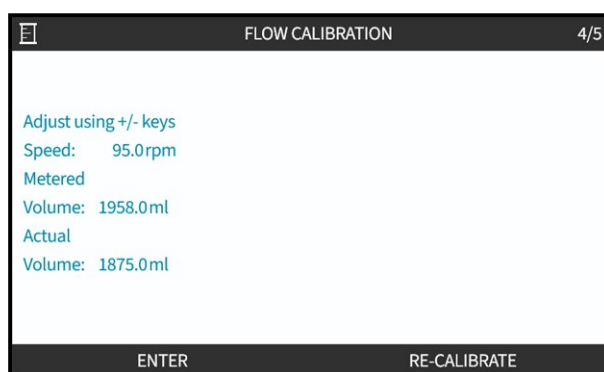 FLOW CALIBRATION 4/5
Adjust using +/- keys
Speed: 95.0rpm
Metered
Volume: 1958.0ml
Actual
Volume: 1875.0ml
ENTER RE-CALIBRATE